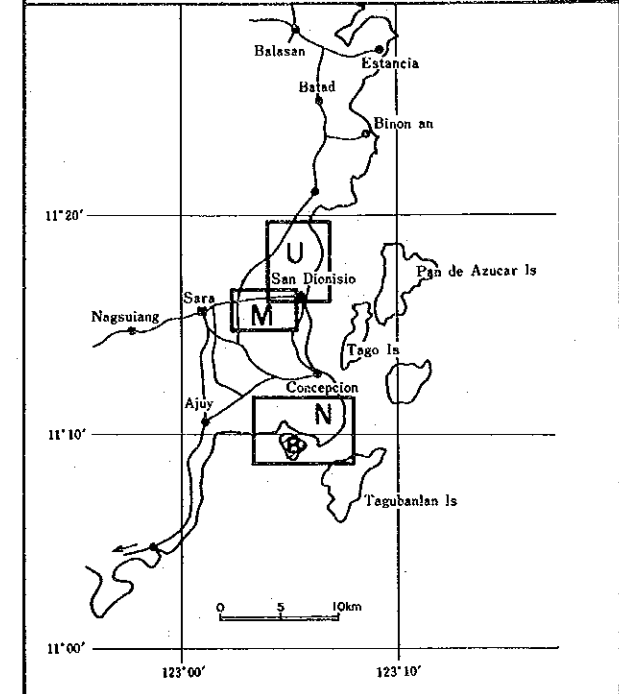 Balasan
Estancia
Batad
Binon an
11°20′
U
San Dionisio
Pan de Azucar Is
Sara
M
Nagsuiang
Tago Is
Concepcion
Ajuy
N
11°10′
B
Tagubanlan Is
0 5 10km
11°00′
123°00′ 123°10′